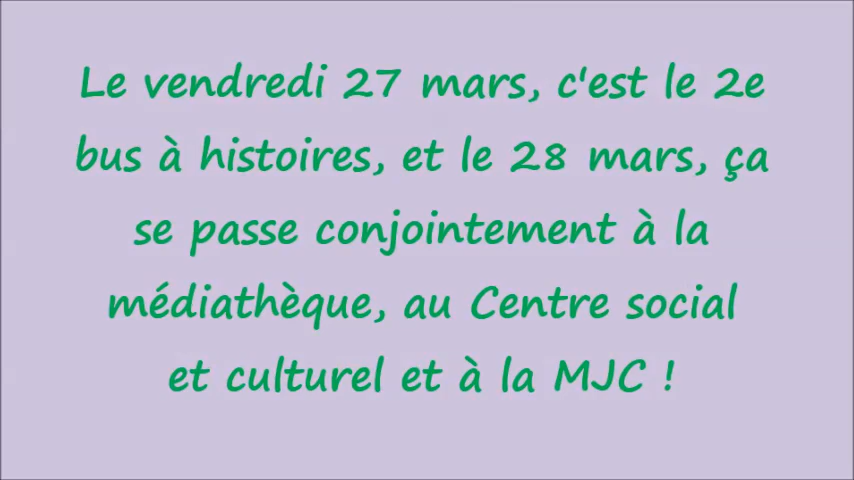 Le vendredi 27 mars, c'est le 2e
bus à histoires, et le 28 mars, ça
se passe conjointement à la
médiathèque, au Centre social
et culturel et à la MJC !